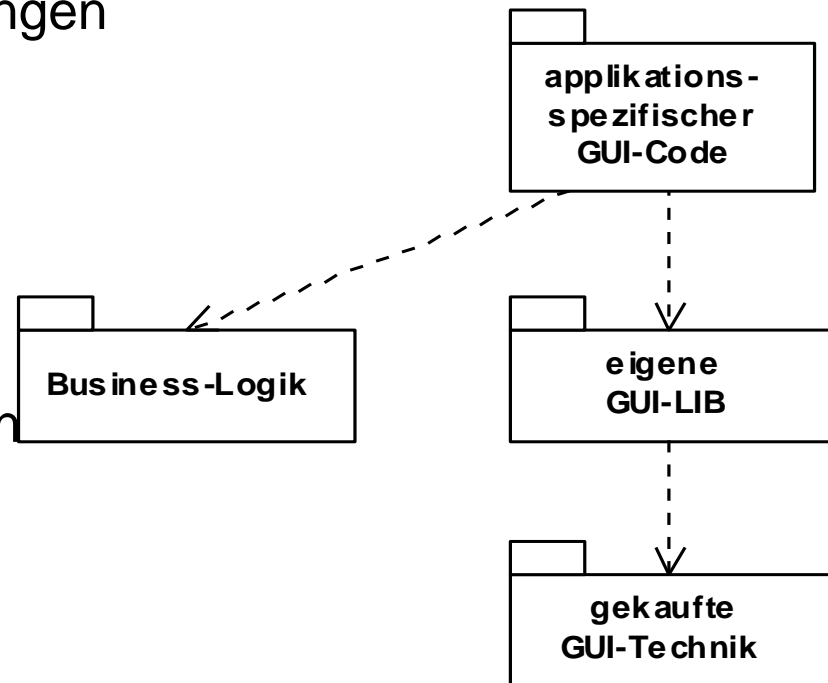 ngen
applikations-
spezifischer
GUI-Code
Business-Logik
eigene
GUI-LIB
n
gekaufte
GUI-Technik